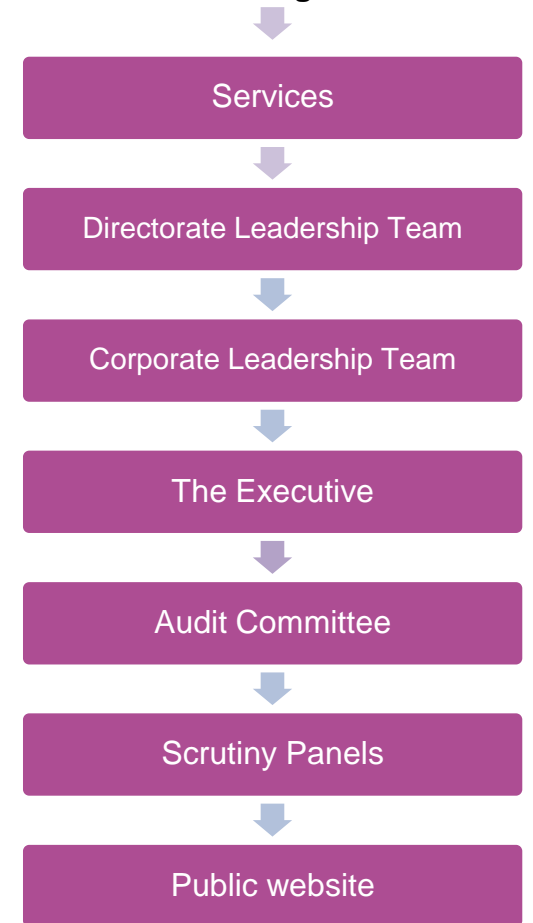 Services
Directorate Leadership Team
Corporate Leadership Team
The Executive
Audit Committee
Scrutiny Panels
Public website